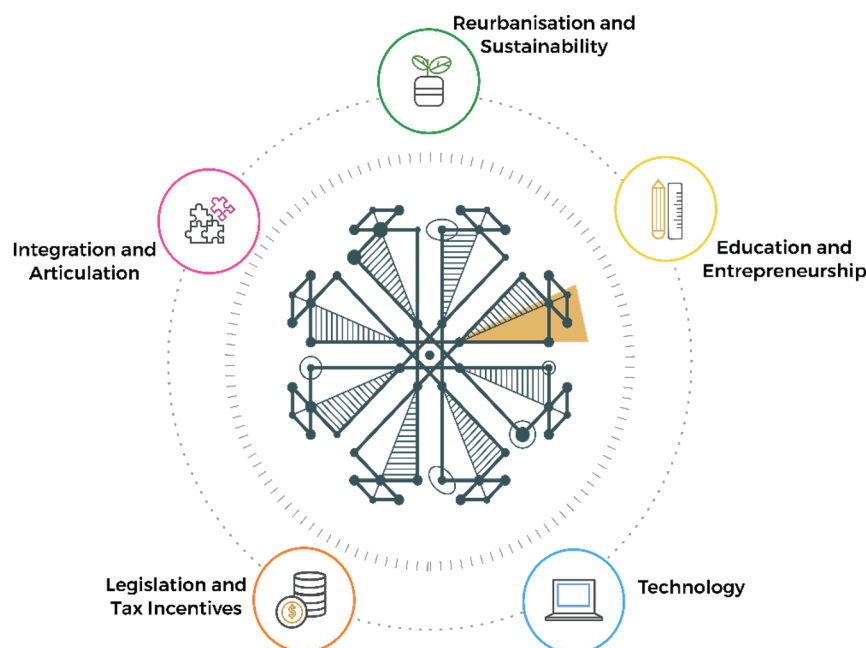 Reurbanisation and
Sustainability
Education and
Entrepreneurship
Integration and
Articulation
Legislation and
Tax Incentives
$
Technology